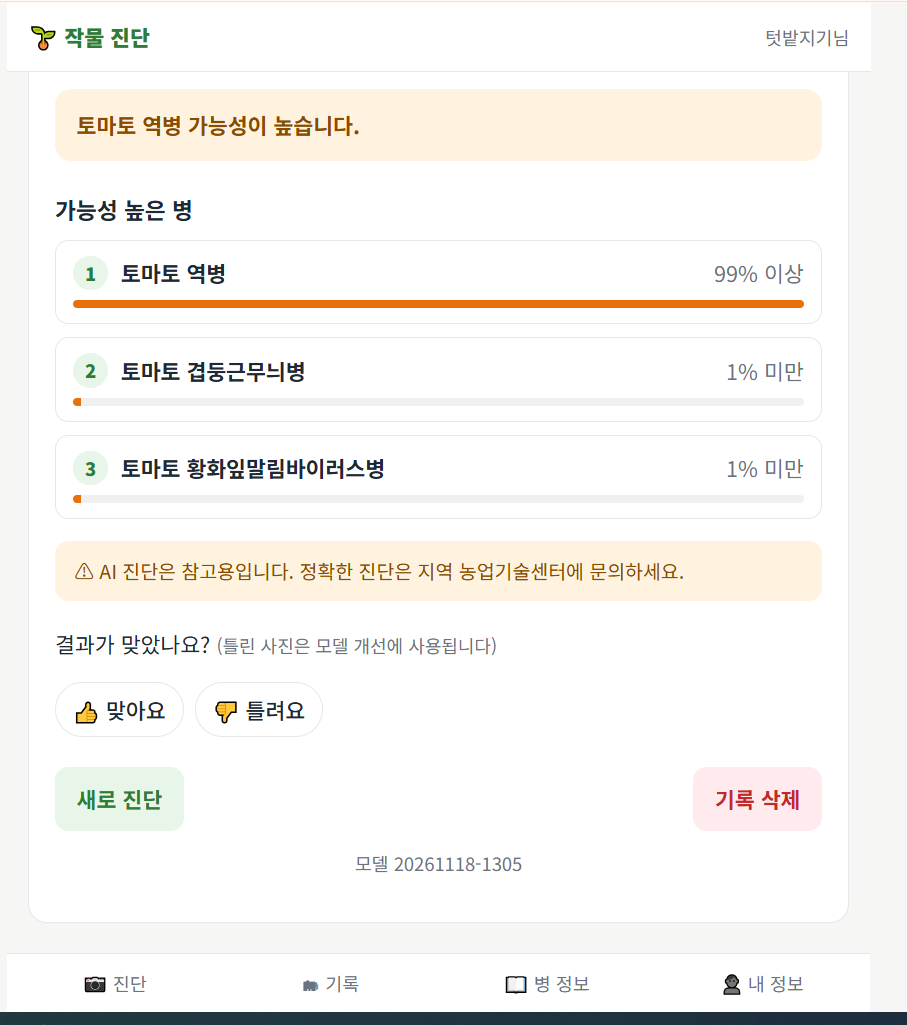 작물 진단
텃밭지기님
토마토 역병 가능성이 높습니다.
가능성 높은 병
1 토마토 역병 99% 이상
2 토마토 겹둥근무늬병 1% 미만
3 토마토 황화잎말림바이러스병 1% 미만
⚠ AI 진단은 참고용입니다. 정확한 진단은 지역 농업기술센터에 문의하세요.
결과가 맞았나요? (틀린 사진은 모델 개선에 사용됩니다)
👍 맞아요 👎 틀려요
새로 진단 기록 삭제
모델 20261118-1305
진단 기록 병 정보 내 정보